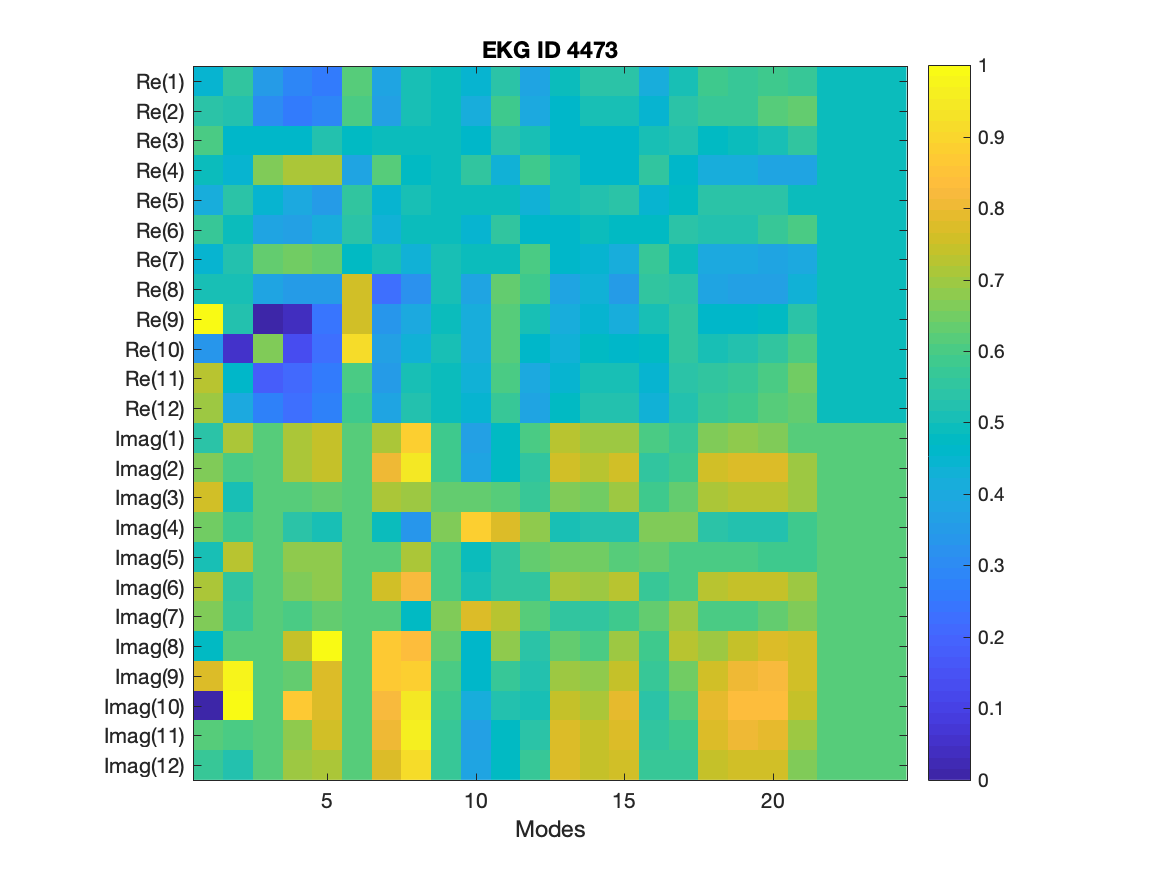 EKG ID 4473
Re(1)
Re(2)
Re(3)
Re(4)
Re(5)
Re(6)
Re(7)
Re(8)
Re(9)
Re(10)
Re(11)
Re(12)
Imag(1)
Imag(2)
Imag(3)
Imag(4)
Imag(5)
Imag(6)
Imag(7)
Imag(8)
Imag(9)
Imag(10)
Imag(11)
Imag(12)
5 10 15 20
Modes
1
0.9
0.8
0.7
0.6
0.5
0.4
0.3
0.2
0.1
0